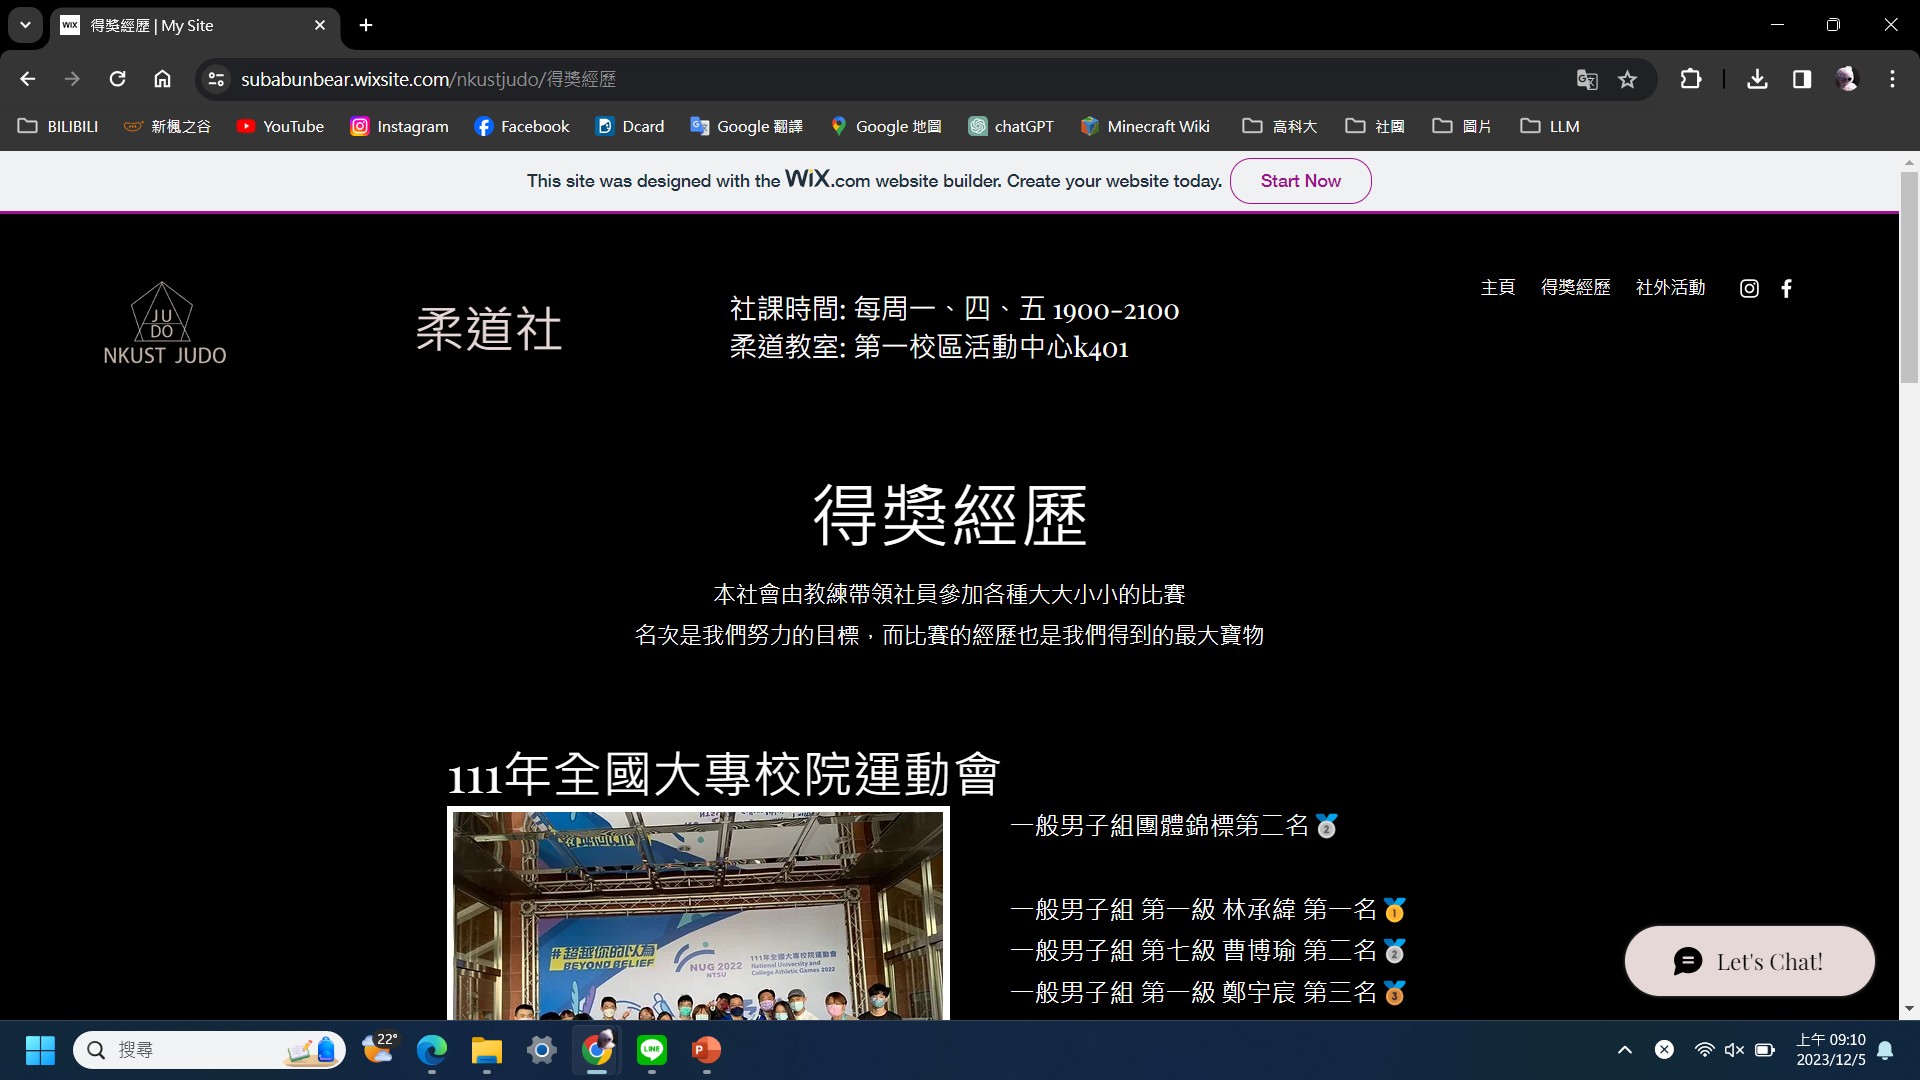 得獎經歷 | My Site
subabunbear.wixsite.com/nkustjudo/得獎經歷
BILIBILI 新楓之谷 YouTube Instagram Facebook Dcard Google 翻譯 Google 地圖 chatGPT Minecraft Wiki 高科大 社團 圖片 LLM
This site was designed with the WiX.com website builder. Create your website today. Start Now
主頁 得獎經歷 社外活動
JU
DO
NKUST JUDO
柔道社
社課時間: 每周一、四、五 1900-2100
柔道教室: 第一校區活動中心k401
得獎經歷
本社會由教練帶領社員參加各種大大小小的比賽
名次是我們努力的目標，而比賽的經歷也是我們得到的最大寶物
111年全國大專校院運動會
一般男子組團體錦標第二名🥈
一般男子組 第一級 林承緯 第一名🥇
一般男子組 第七級 曹博瑜 第二名🥈
一般男子組 第一級 鄭宇宸 第三名🥉
#超越你的以為
BEYOND BELIEF
NUG 2022
NTSU
111年全國大專校院運動會
National University and
College Athletic Games 2022
Let's Chat!
搜尋
22°
上午 09:10
2023/12/5